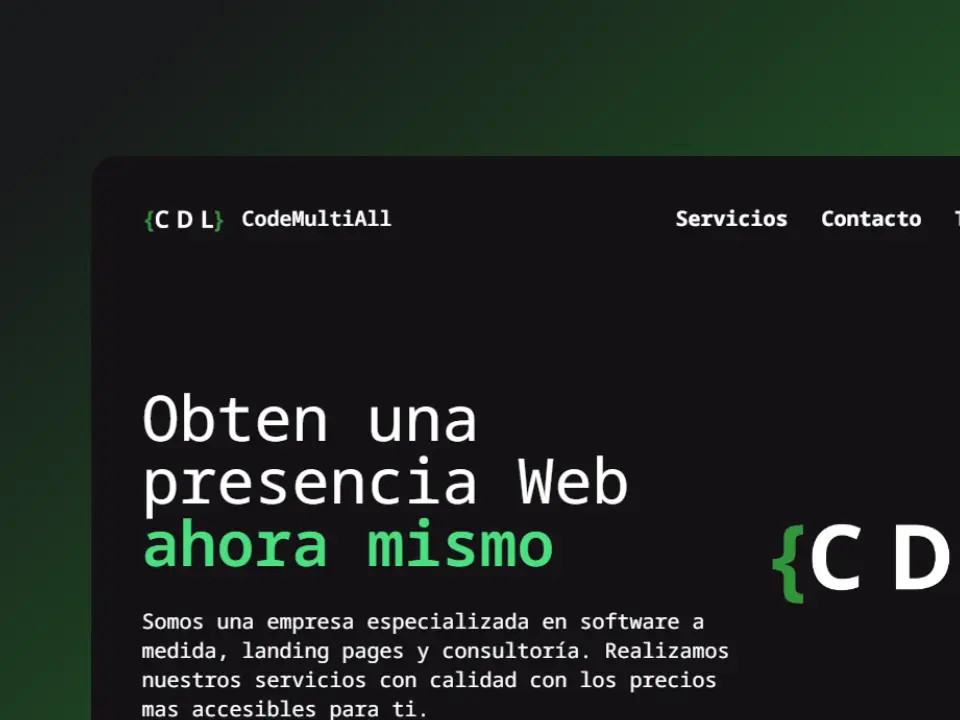 {C D L} CodeMultiAll Servicios Contacto
Obten una
presencia Web
ahora mismo
{C D
Somos una empresa especializada en software a
medida, landing pages y consultoría. Realizamos
nuestros servicios con calidad con los precios
mas accesibles para ti.